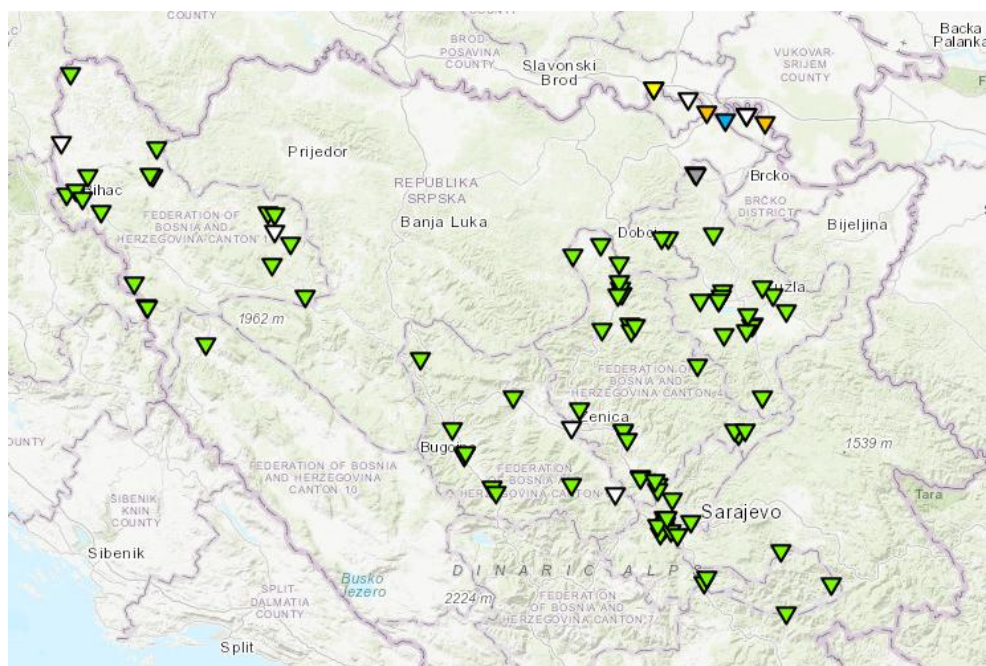 COUNTY
COUNTY
Backa
Palanka
BROD-
POSAVINA
COUNTY
Slavonski
Brod
VUKOVAR-
SRIJEM
COUNTY
Prijedor
REPUBLIKA
SRPSKA
Brcko
BRČKO
DISTRICT
Bihac
FEDERATION OF
BOSNIA AND
HERZEGOVINA CANTON 1
Banja Luka
Doboj
Bijeljina
1962 m
FEDERATION OF
BOSNIA AND
HERZEGOVINA CANTON 4
Zenica
Bugojno
1539 m
OUNTY
FEDERATION OF BOSNIA
AND HERZEGOVINA
CANTON 10
FEDERATION
OF BOSNIA
HERZEGOVINA CANTON
Tara
SIBENIK
KNIN
COUNTY
Sarajevo
Sibenik
Busko
Jezero
DINARIC ALPS
SPLIT
DALMATIA
COUNTY
2224 m
FEDERATION OF
BOSNIA AND
HERZEGOVINA CANTON 7
Split